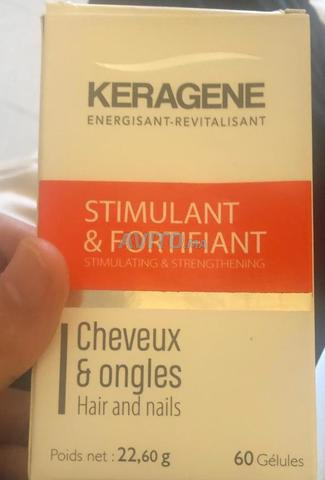 KERAGENE
ENERGISANT-REVITALISANT
STIMULANT
& FORTIFIANT
STIMULATING & STRENGTHENING
Cheveux
& ongles
Hair and nails
Poids net : 22,60 g 60 Gélules